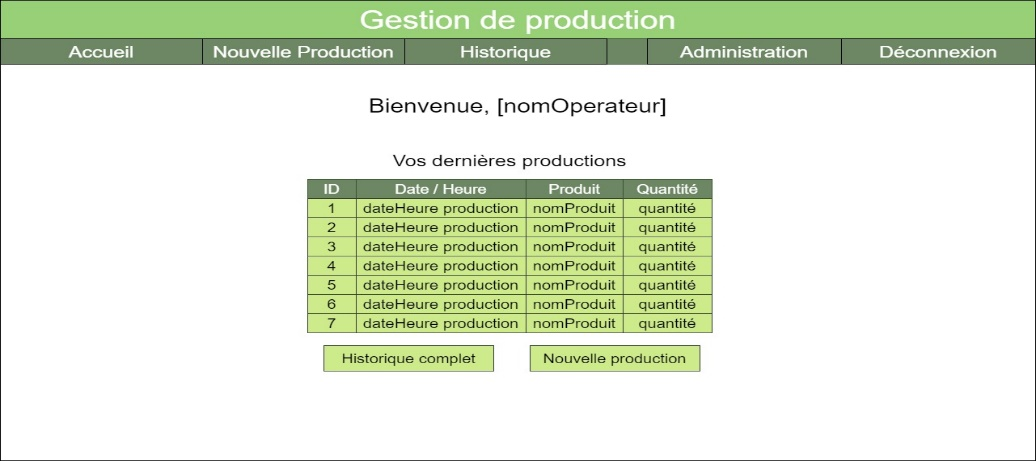 Gestion de production
Accueil Nouvelle Production Historique Administration Déconnexion
Bienvenue, [nomOperateur]
Vos dernières productions
ID Date / Heure Produit Quantité
1 dateHeure production nomProduit quantité
2 dateHeure production nomProduit quantité
3 dateHeure production nomProduit quantité
4 dateHeure production nomProduit quantité
5 dateHeure production nomProduit quantité
6 dateHeure production nomProduit quantité
7 dateHeure production nomProduit quantité
Historique complet Nouvelle production